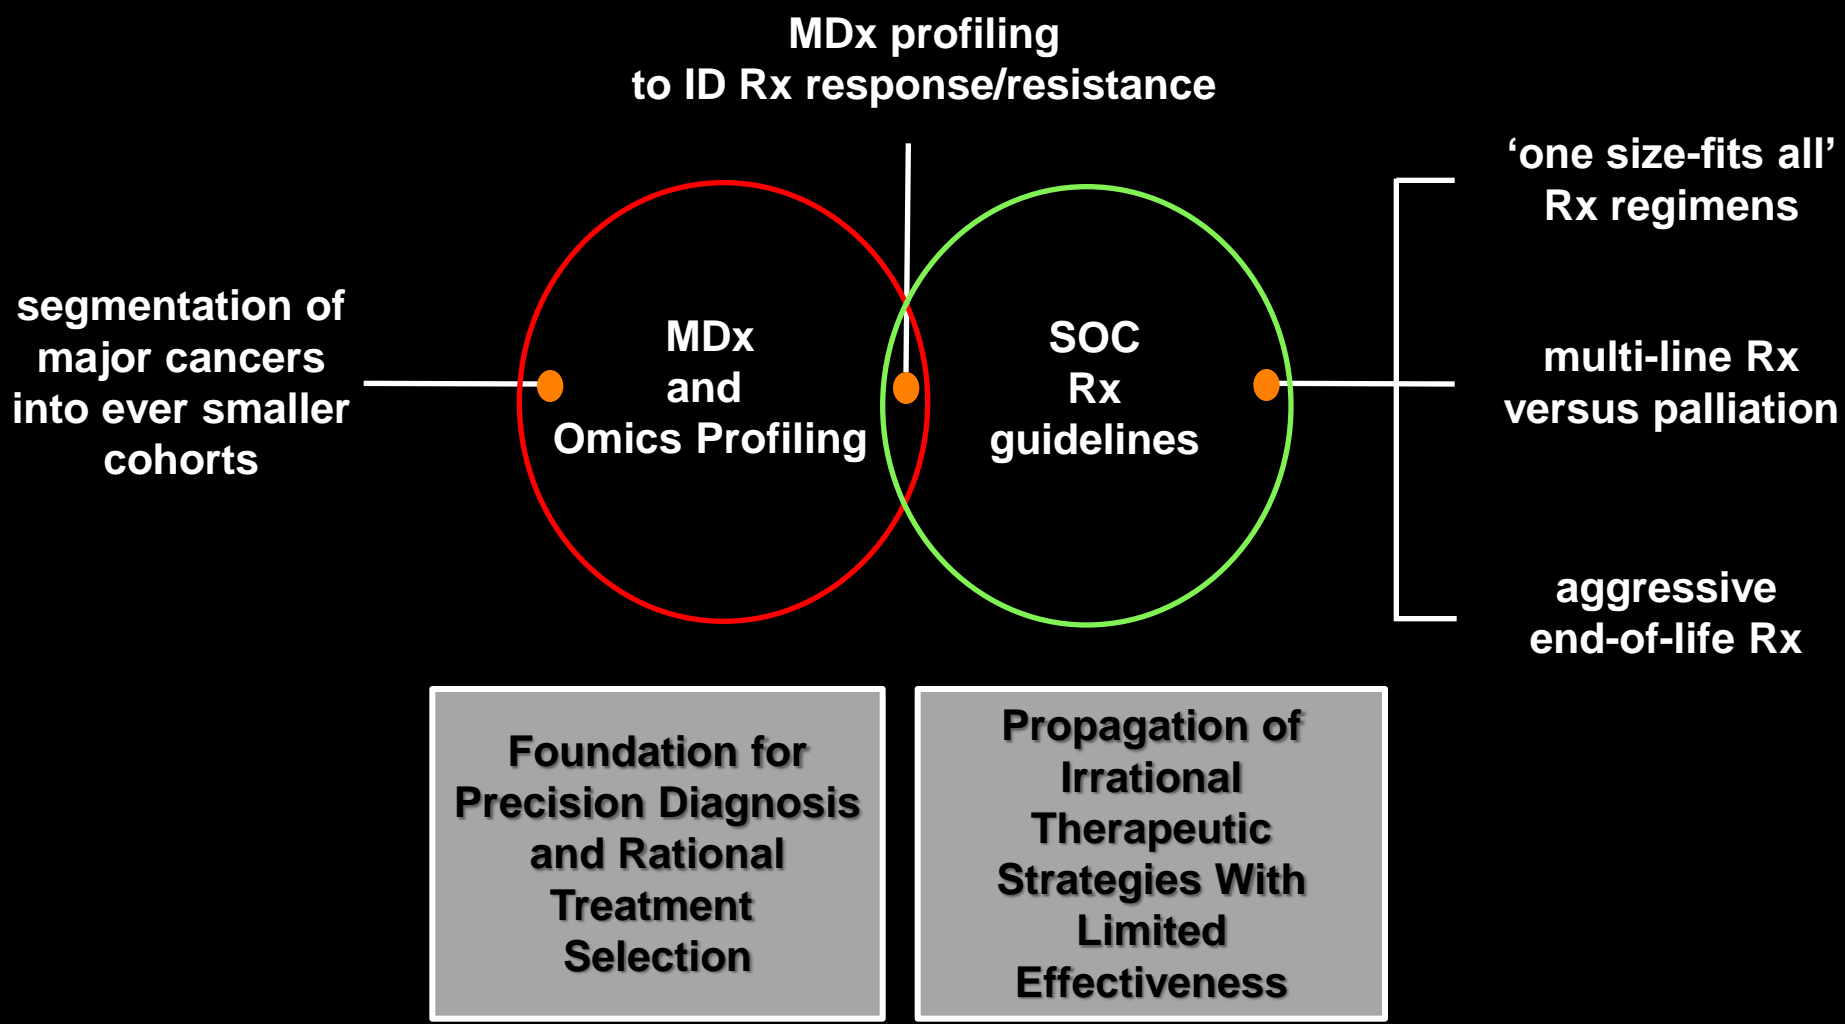 MDx profiling
to ID Rx response/resistance
segmentation of
major cancers
into ever smaller
cohorts
MDx
and
Omics Profiling
SOC
Rx
guidelines
‘one size-fits all’
Rx regimens
multi-line Rx
versus palliation
aggressive
end-of-life Rx
Foundation for
Precision Diagnosis
and Rational
Treatment
Selection
Propagation of
Irrational
Therapeutic
Strategies With
Limited
Effectiveness